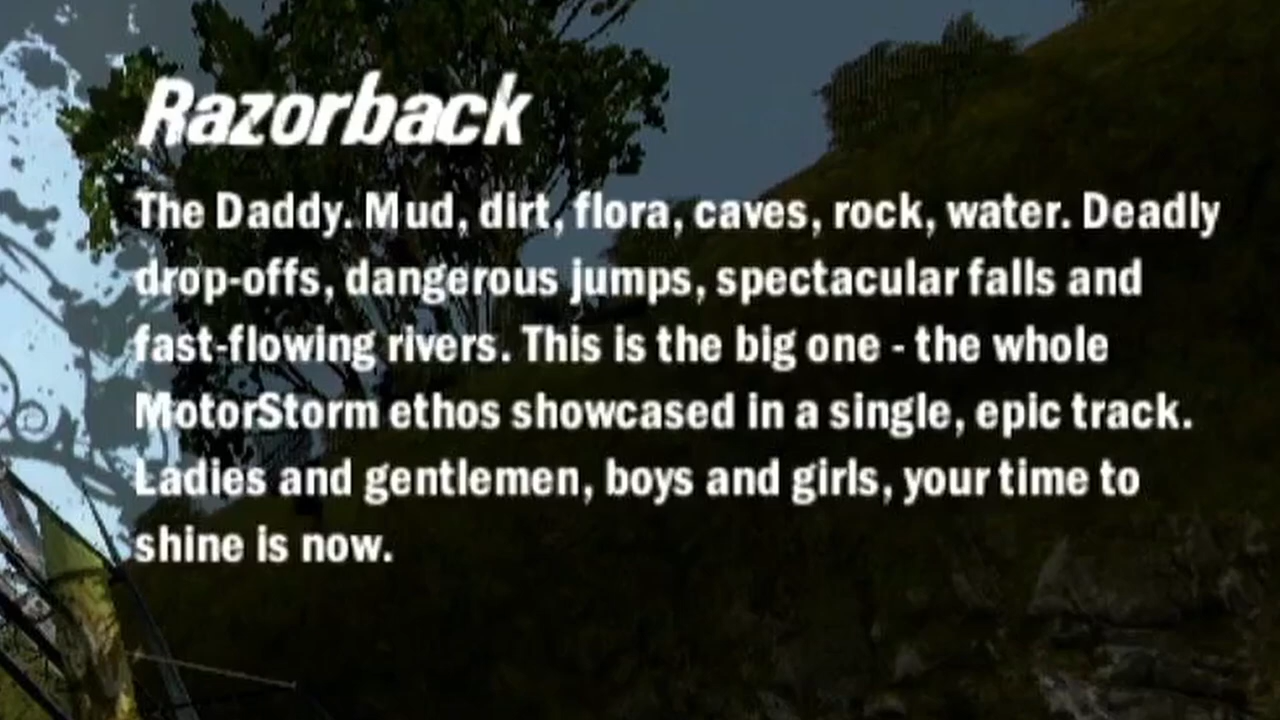 Razorback
The Daddy. Mud, dirt, flora, caves, rock, water. Deadly
drop-offs, dangerous jumps, spectacular falls and
fast-flowing rivers. This is the big one - the whole
MotorStorm ethos showcased in a single, epic track.
Ladies and gentlemen, boys and girls, your time to
shine is now.